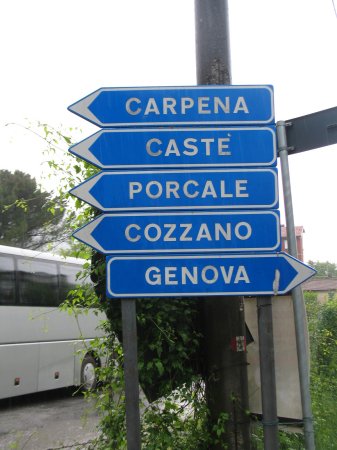 CARPENA
CASTÈ
PORCALE
COZZANO
GENOVA